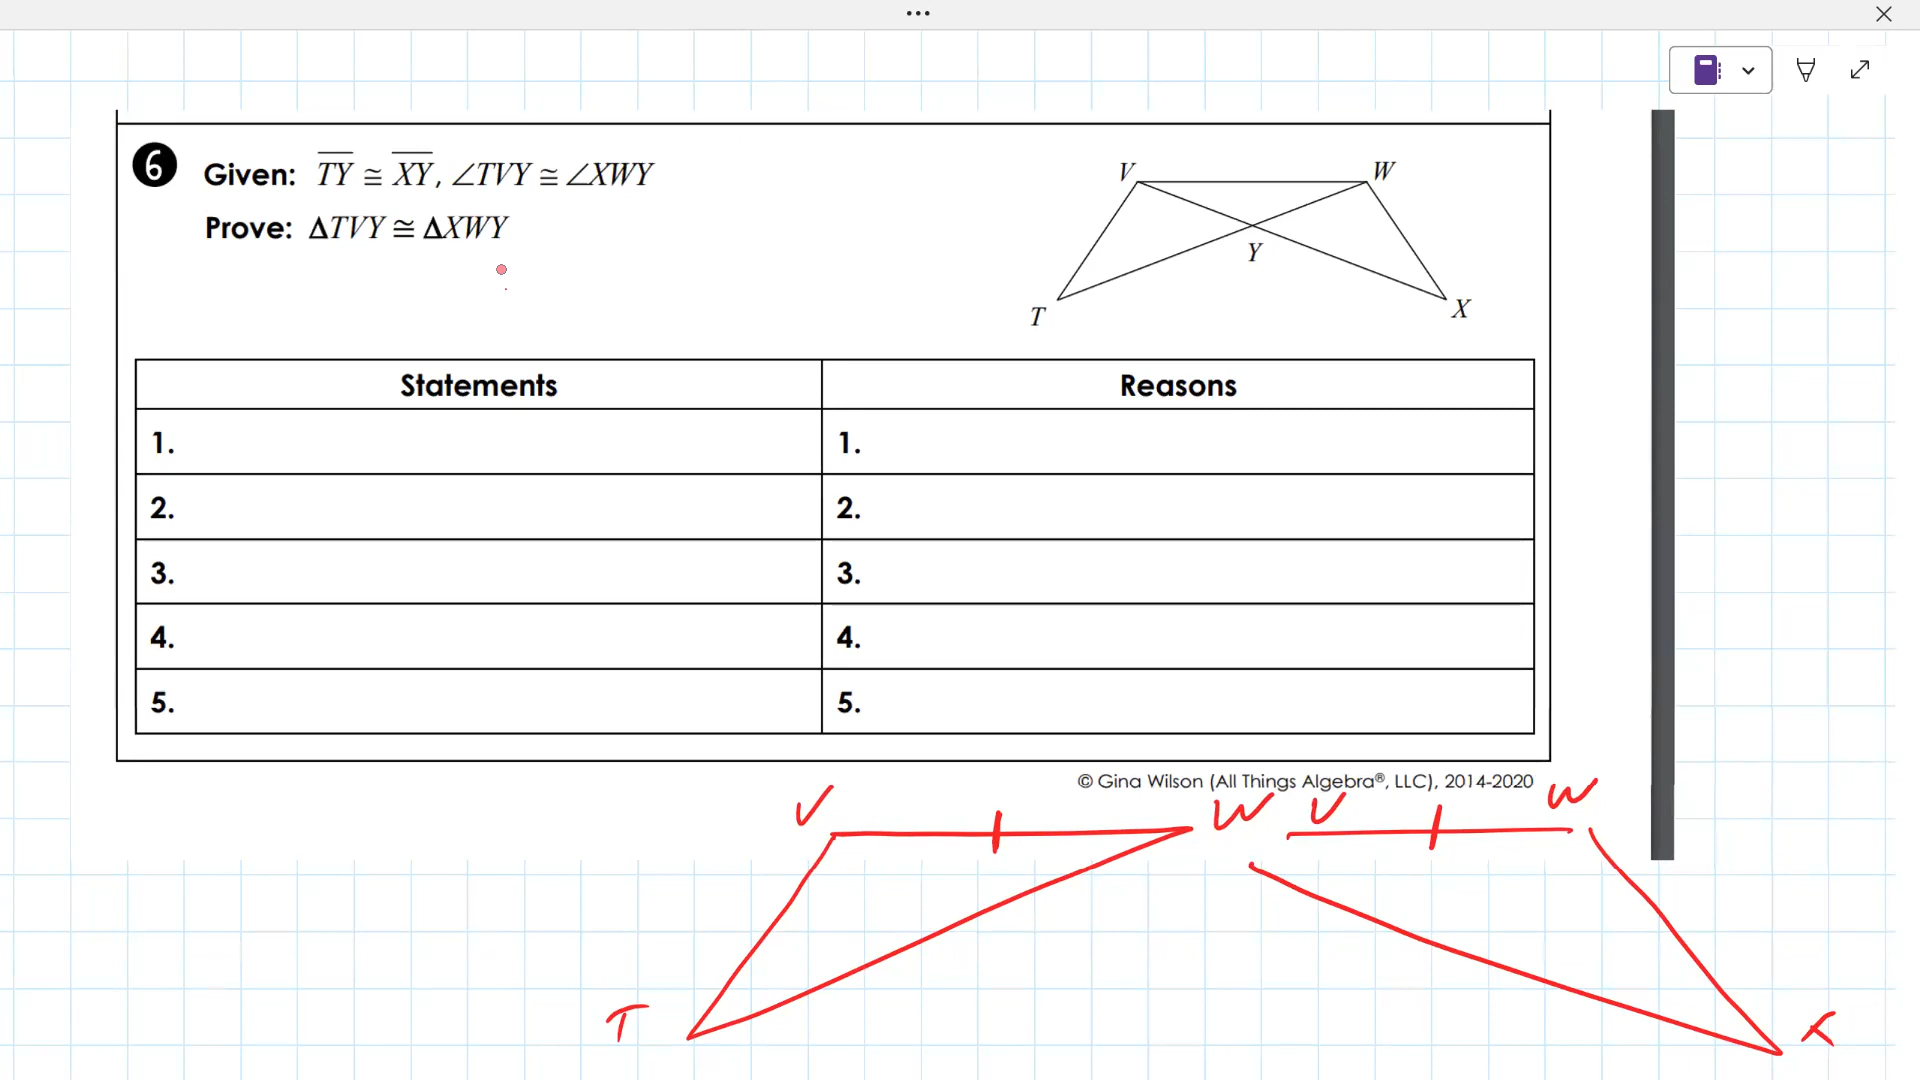 6
Given: TY ≅ XY, ∠TVY ≅ ∠XWY
Prove: ΔTVY ≅ ΔXWY
V
W
Y
T
X
Statements
Reasons
1.
1.
2.
2.
3.
3.
4.
4.
5.
5.
© Gina Wilson (All Things Algebra®, LLC), 2014-2020
V
W
V
W
T
X